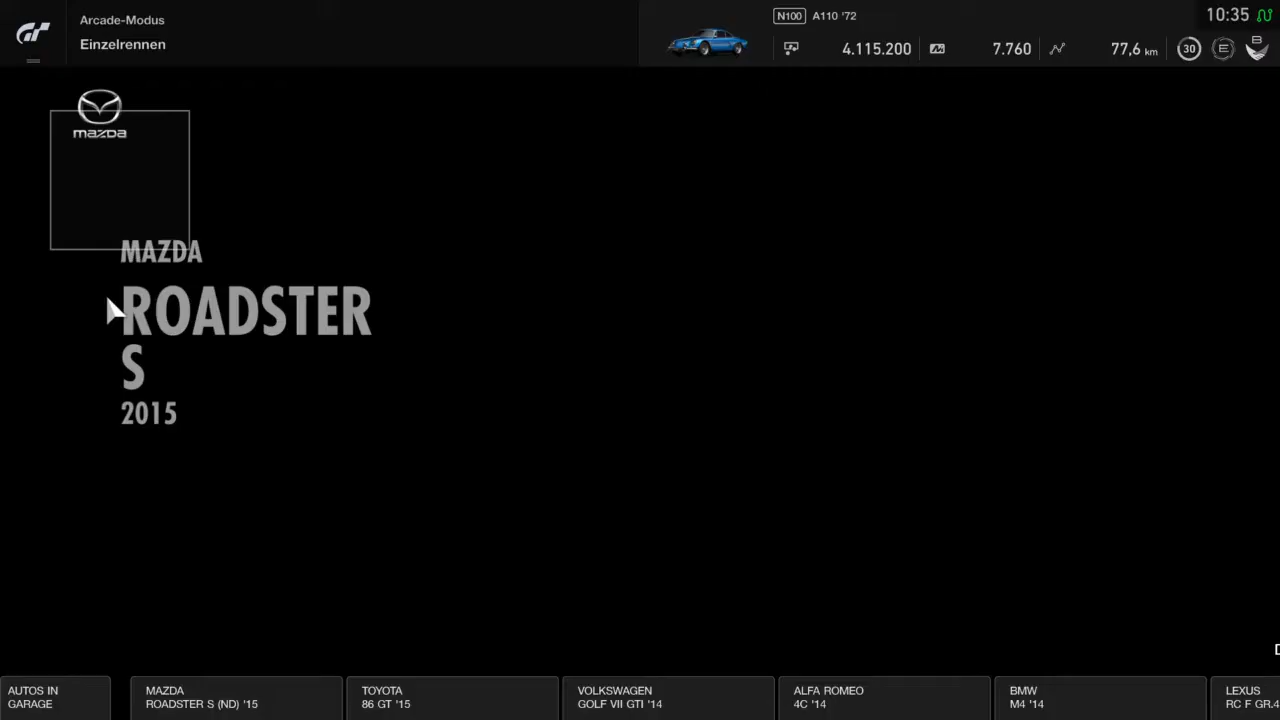 Arcade-Modus
Einzelrennen
N100 A110 '72
4.115.200
7.760
77,6 km
30
E
B
10:35
mazda
MAZDA
ROADSTER
S
2015
AUTOS IN
GARAGE
MAZDA
ROADSTER S (ND) '15
TOYOTA
86 GT '15
VOLKSWAGEN
GOLF VII GTI '14
ALFA ROMEO
4C '14
BMW
M4 '14
LEXUS
RC F GR.4